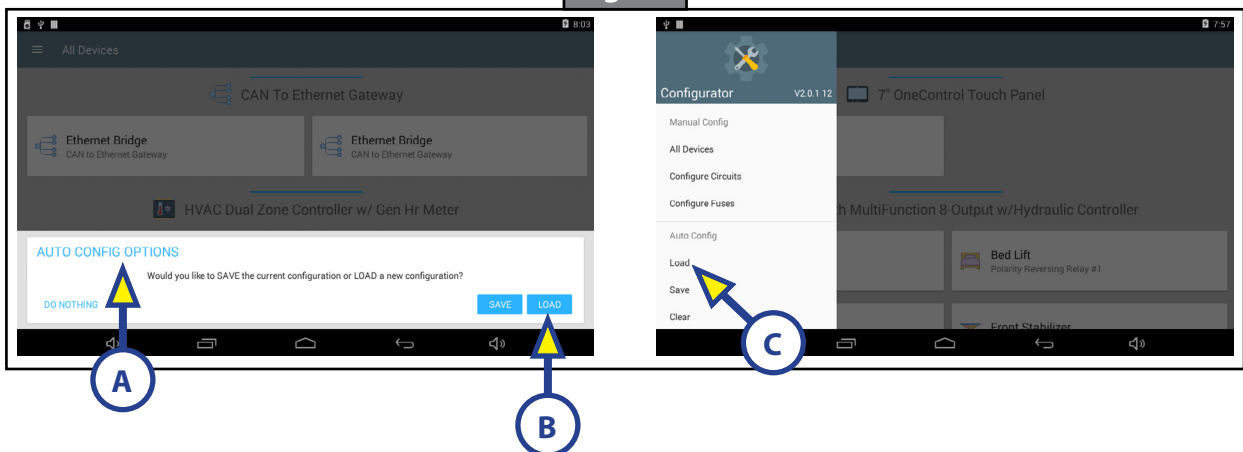 8:03
All Devices
CAN To Ethernet Gateway
Ethernet Bridge
CAN to Ethernet Gateway
Ethernet Bridge
CAN to Ethernet Gateway
HVAC Dual Zone Controller w/ Gen Hr Meter
AUTO CONFIG OPTIONS
Would you like to SAVE the current configuration or LOAD a new configuration?
DO NOTHING
SAVE
LOAD
A
B
7:57
Configurator V2.0.1 12
Manual Config
All Devices
Configure Circuits
Configure Fuses
Auto Config
Load
Save
Clear
7" OneControl Touch Panel
MultiFunction 8-Output w/Hydraulic Controller
Bed Lift
Polarity Reversing Relay #1
Front Stabilizer
C